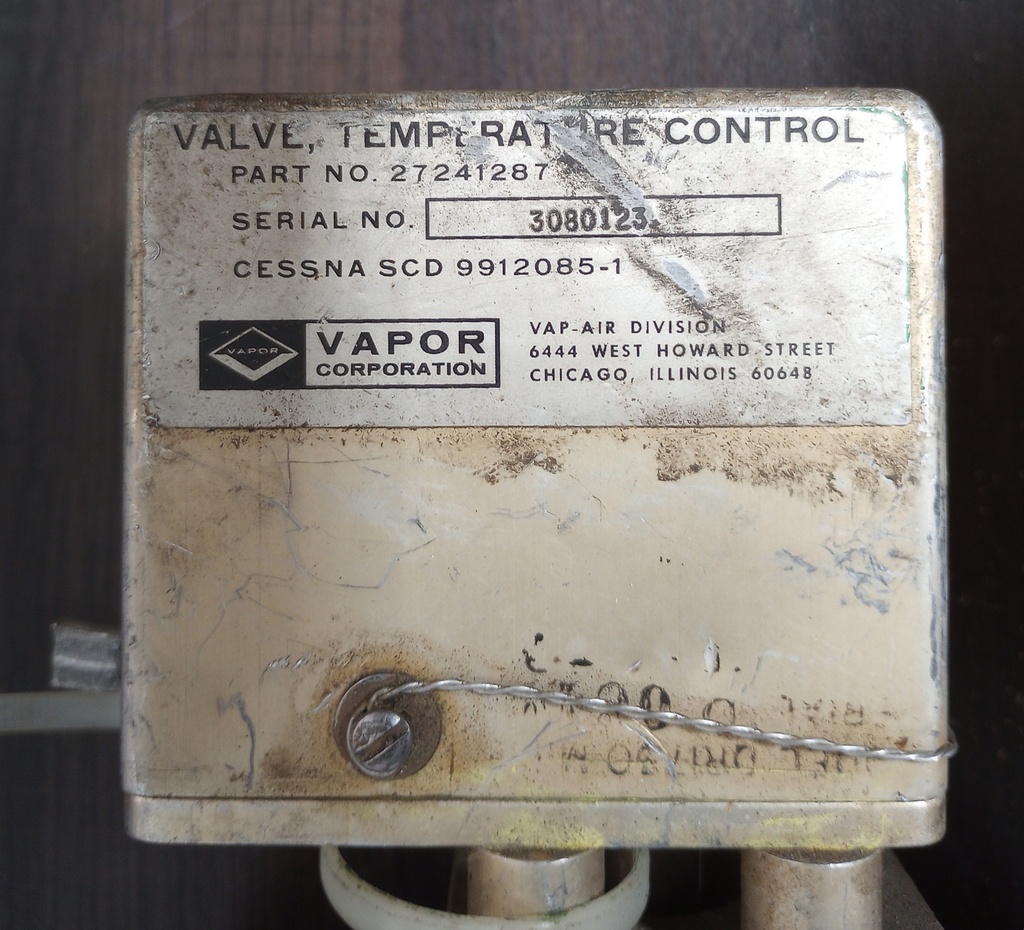 VALVE, TEMPERATURE CONTROL
PART NO. 27241287
SERIAL NO. 3080123
CESSNA SCD 9912085-1
VAPOR
VAPOR
CORPORATION
VAP-AIR DIVISION
6444 WEST HOWARD STREET
CHICAGO, ILLINOIS 60648